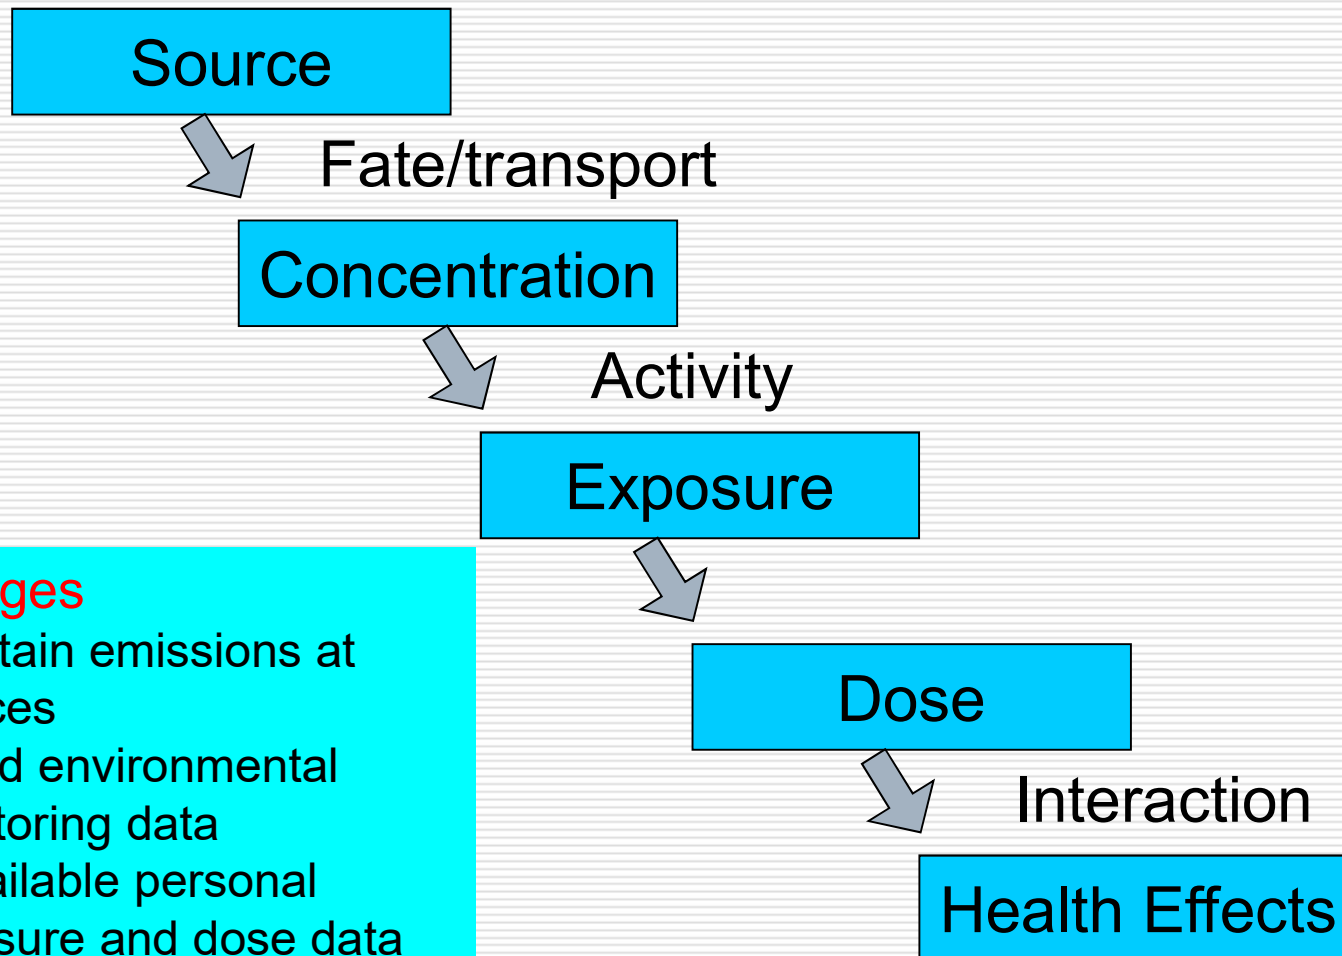 Source
Fate/transport
Concentration
Activity
Exposure
ges
tain emissions at
ces
d environmental
toring data
ailable personal
sure and dose data
Dose
Interaction
Health Effects